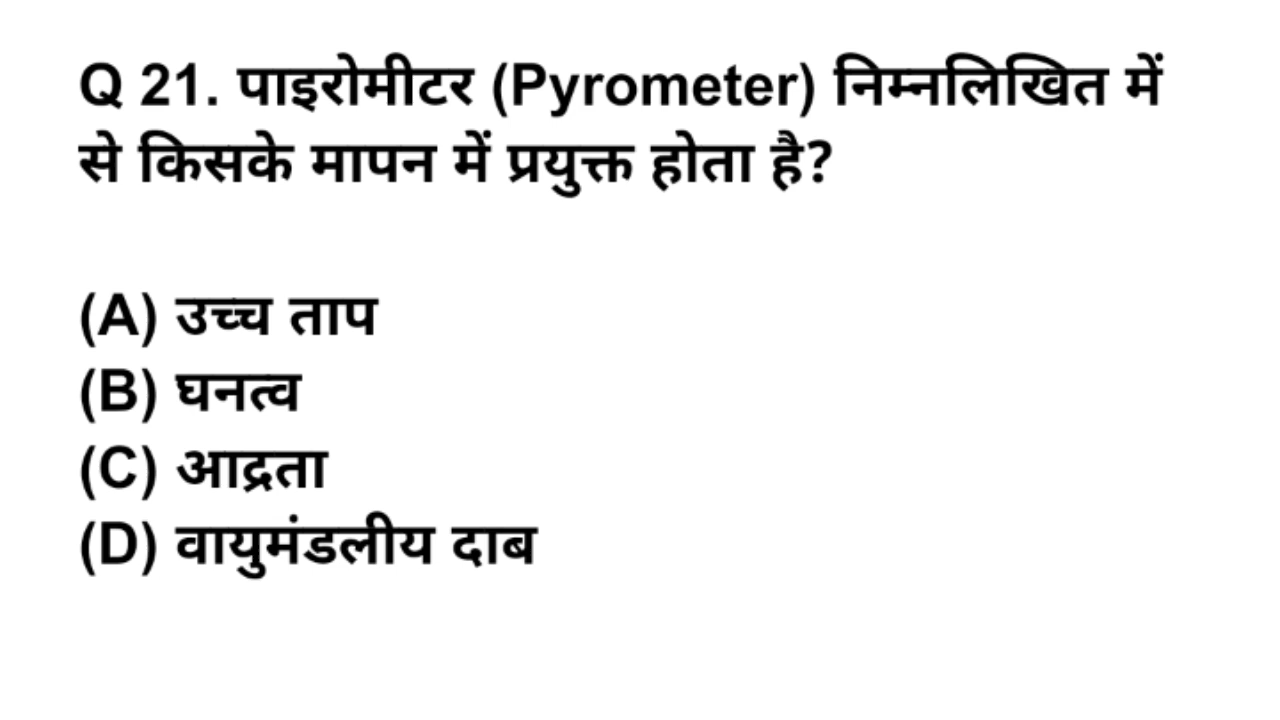 Q 21. पाइरोमीटर (Pyrometer) निम्नलिखित में
से किसके मापन में प्रयुक्त होता है?
(A) उच्च ताप
(B) घनत्व
(C) आद्रता
(D) वायुमंडलीय दाब